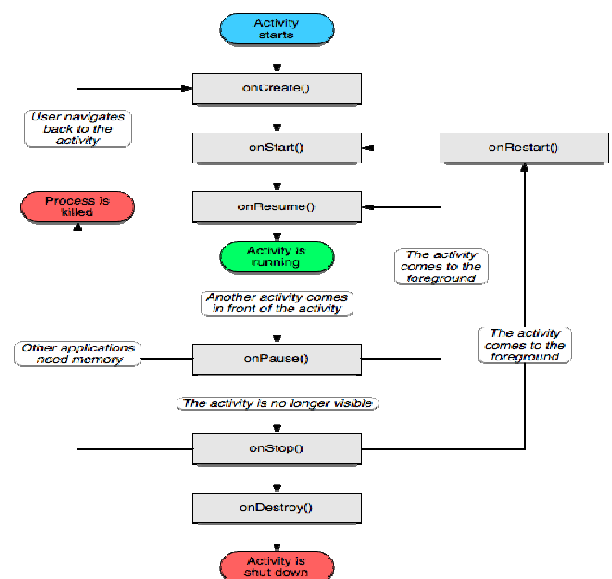 Activity
starts
onCreate()
User navigates
back to the
activity
onStart()
onRestart()
Process is
killed
onResume()
Activity is
running
The activity
comes to the
foreground
Another activity comes
in front of the activity
The activity
comes to the
foreground
Other applications
need memory
onPause()
The activity is no longer visible
onStop()
onDestroy()
Activity is
shut down